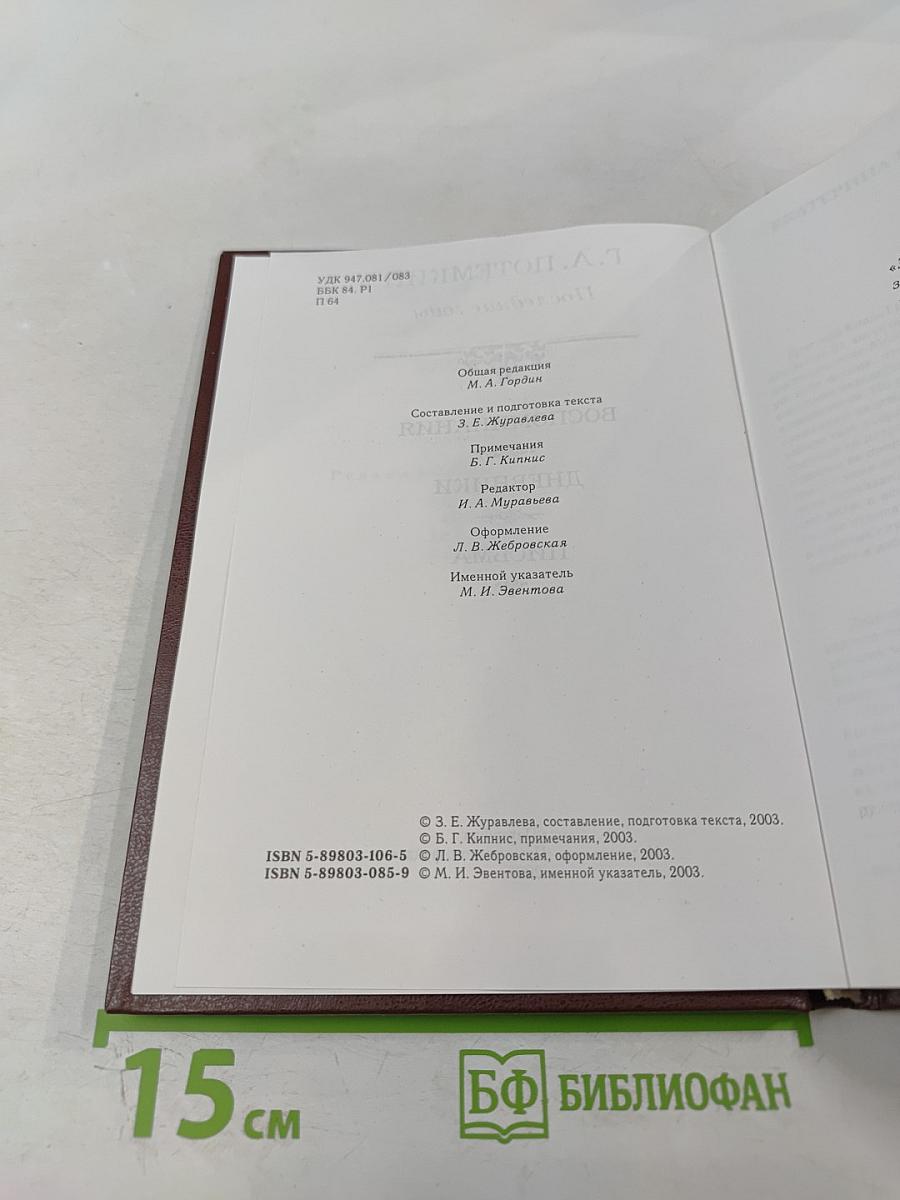 УДК 947.081/083
ББК 84. Р1
П 64
Общая редакция
М. А. Гордин
Составление и подготовка текста
З. Е. Журавлева
Примечания
Б. Г. Кипнис
Редактор
И. А. Муравьева
Оформление
Л. В. Жебровская
Именной указатель
М. И. Эвентова
© З. Е. Журавлева, составление, подготовка текста, 2003.
© Б. Г. Кипнис, примечания, 2003.
ISBN 5-89803-106-5 © Л. В. Жебровская, оформление, 2003.
ISBN 5-89803-085-9 © М. И. Эвентова, именной указатель, 2003.
15 см
БФ БИБЛИОФАН